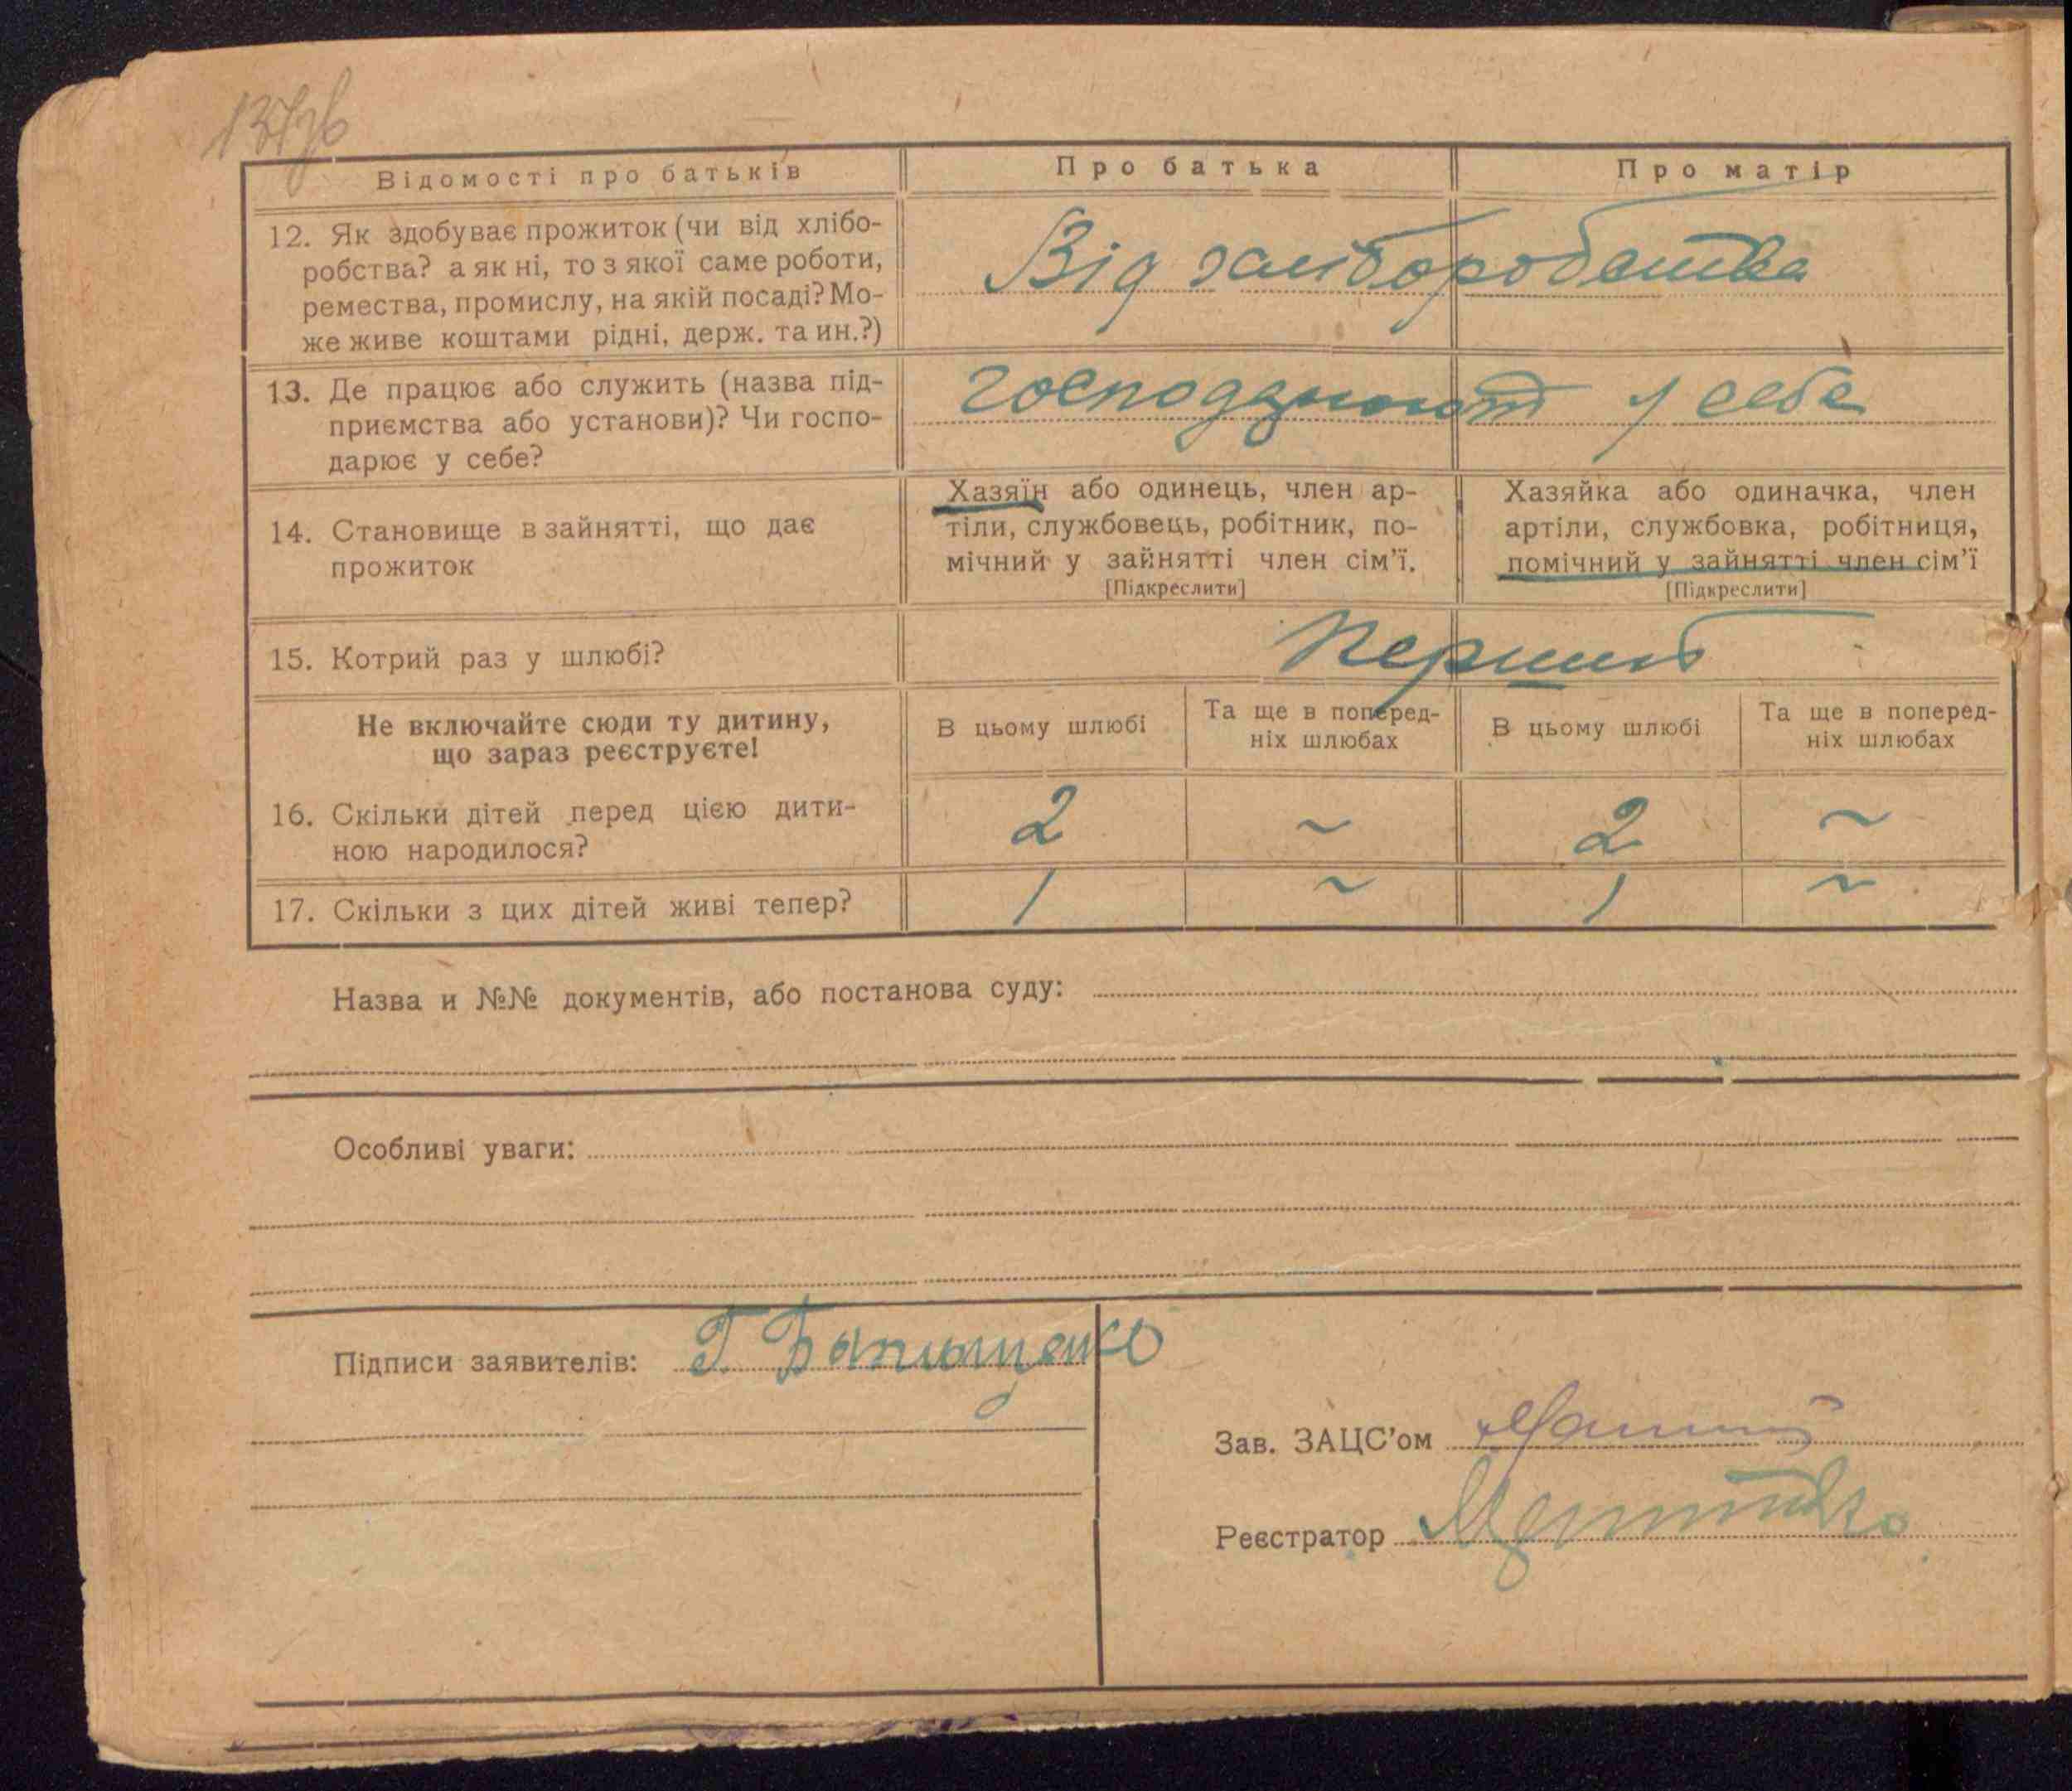 Відомості про батьків
Про батька
Про матір
12. Як здобуває прожиток (чи від хлібо-
робства? а як ні, то з якої саме роботи,
ремества, промислу, на якій посаді? Мо-
же живе коштами рідні, держ. та ин.?)
Від хліборобства
13. Де працює або служить (назва під-
приємства або установи)? Чи госпо-
дарює у себе?
господарюють у себе
14. Становище в зайнятті, що дає
прожиток
Хазяїн або одинець, член ар-
тіли, службовець, робітник, по-
мічний у зайнятті член сім'ї.
[Підкреслити]
Хазяйка або одиначка, член
артіли, службовка, робітниця,
помічний у зайнятті член сім'ї
[Підкреслити]
15. Котрий раз у шлюбі?
Не включайте сюди ту дитину,
що зараз реєструєте!
В цьому шлюбі
Та ще в поперед-
ніх шлюбах
В цьому шлюбі
Та ще в поперед-
ніх шлюбах
16. Скільки дітей перед цією дити-
ною народилося?
2 ~ 2 ~
17. Скільки з цих дітей живі тепер?
1 ~ 1 ~
Назва и №№ документів, або постанова суду:
Особливі уваги:
Підписи заявителів:
Зав. ЗАЦС'ом
Реєстратор